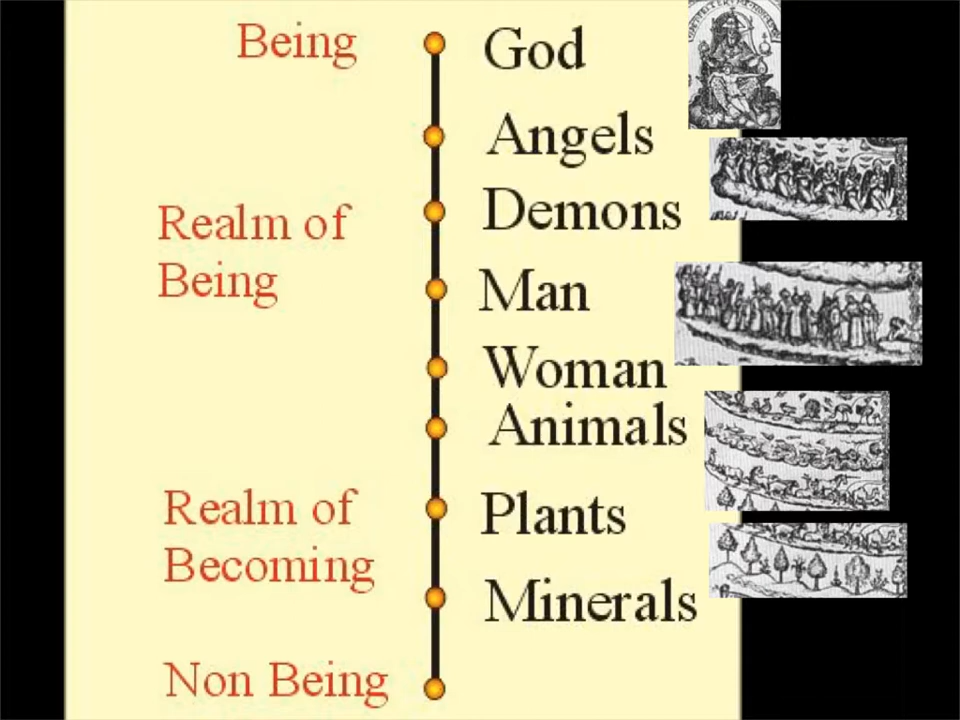 Being
God
Angels
Demons
Realm of
Being
Man
Woman
Animals
Realm of
Becoming
Plants
Minerals
Non Being